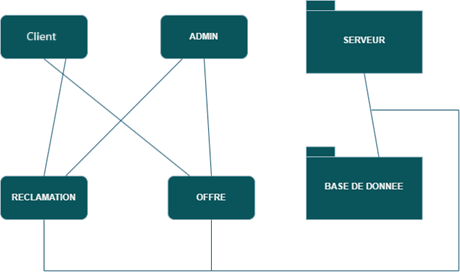 Client
ADMIN
SERVEUR
RECLAMATION
OFFRE
BASE DE DONNEE